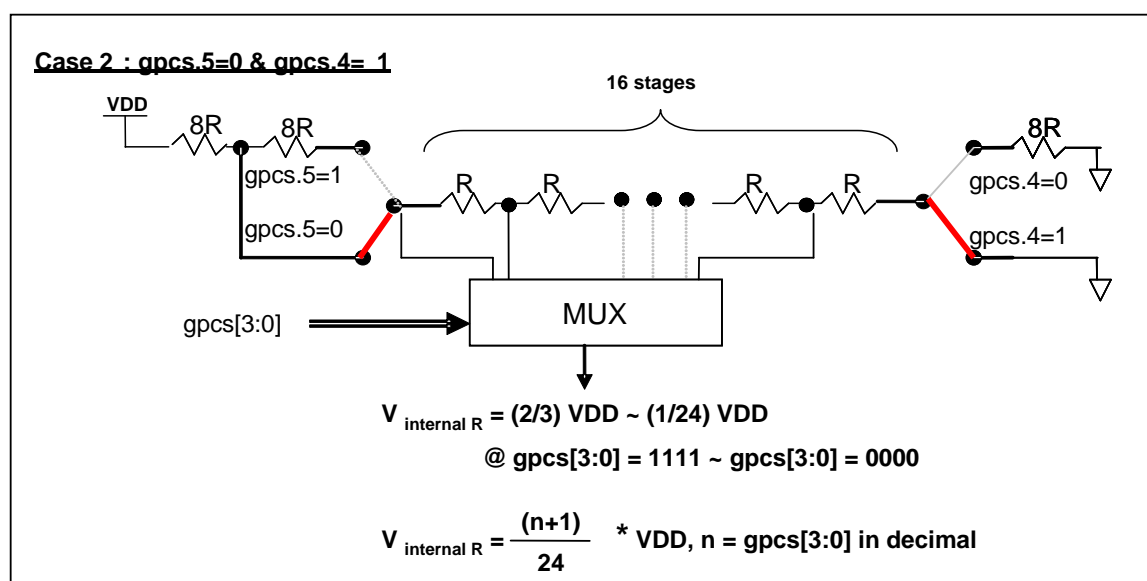 Case 2 : gpcs.5=0 & gpcs.4= 1
16 stages
VDD
8R
8R
8R
gpcs.5=1
R
R
R
R
gpcs.4=0
gpcs.5=0
gpcs.4=1
MUX
gpcs[3:0]
V internal R = (2/3) VDD ~ (1/24) VDD
@ gpcs[3:0] = 1111 ~ gpcs[3:0] = 0000
V internal R = (n+1) / 24 * VDD, n = gpcs[3:0] in decimal